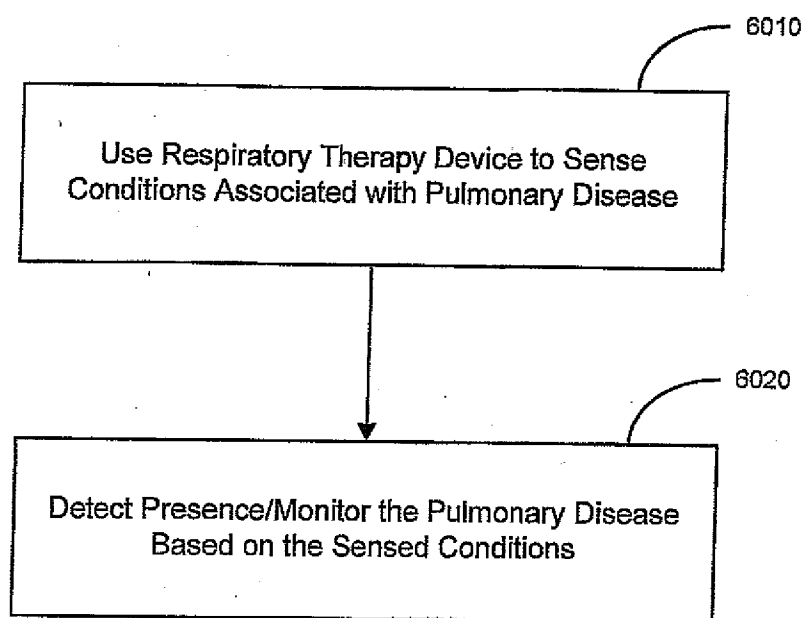 6010
Use Respiratory Therapy Device to Sense
Conditions Associated with Pulmonary Disease
6020
Detect Presence/Monitor the Pulmonary Disease
Based on the Sensed Conditions